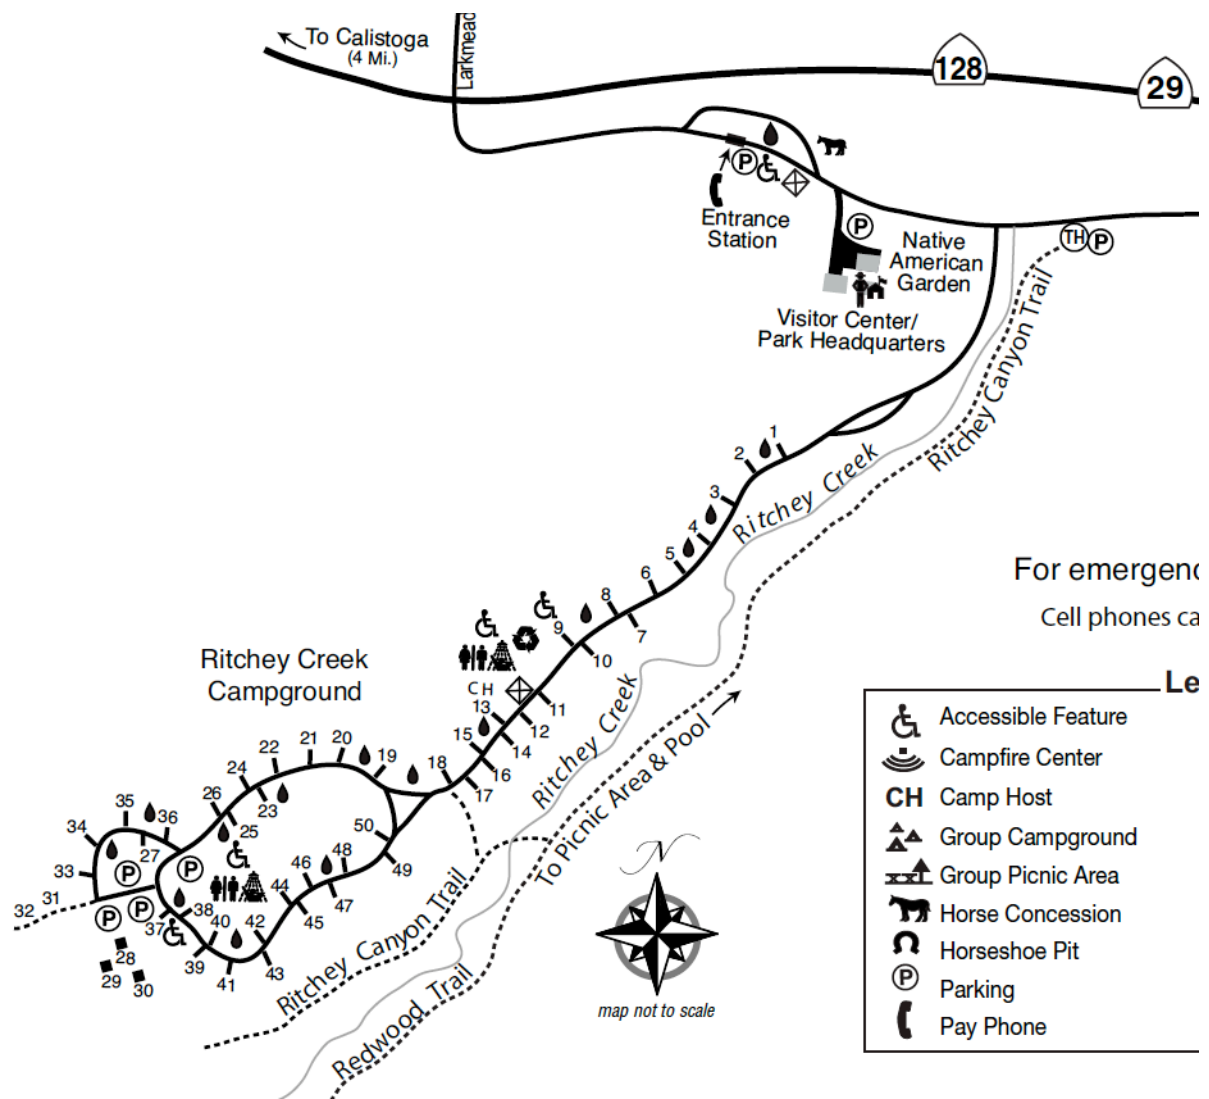 To Calistoga
(4 Mi.)
Larkmead
128
29
P
Entrance
Station
P
Native
American
Garden
TH P
Visitor Center/
Park Headquarters
Ritchey Canyon Trail
1
2
3
4
5
6
7
8
9
10
Ritchey Creek
For emergenc
Cell phones ca
Ritchey Creek
Campground
CH
11
12
13
14
15
16
17
18
19
20
21
22
23
24
25
26
27
36
35
34
33
31
32
P
P
P
P
28
29
30
37
38
39
40
41
42
43
44
45
46
47
48
49
50
Ritchey Creek
To Picnic Area & Pool
Ritchey Canyon Trail
Redwood Trail
N
map not to scale
Le
Accessible Feature
Campfire Center
CH Camp Host
Group Campground
Group Picnic Area
Horse Concession
Horseshoe Pit
P Parking
Pay Phone